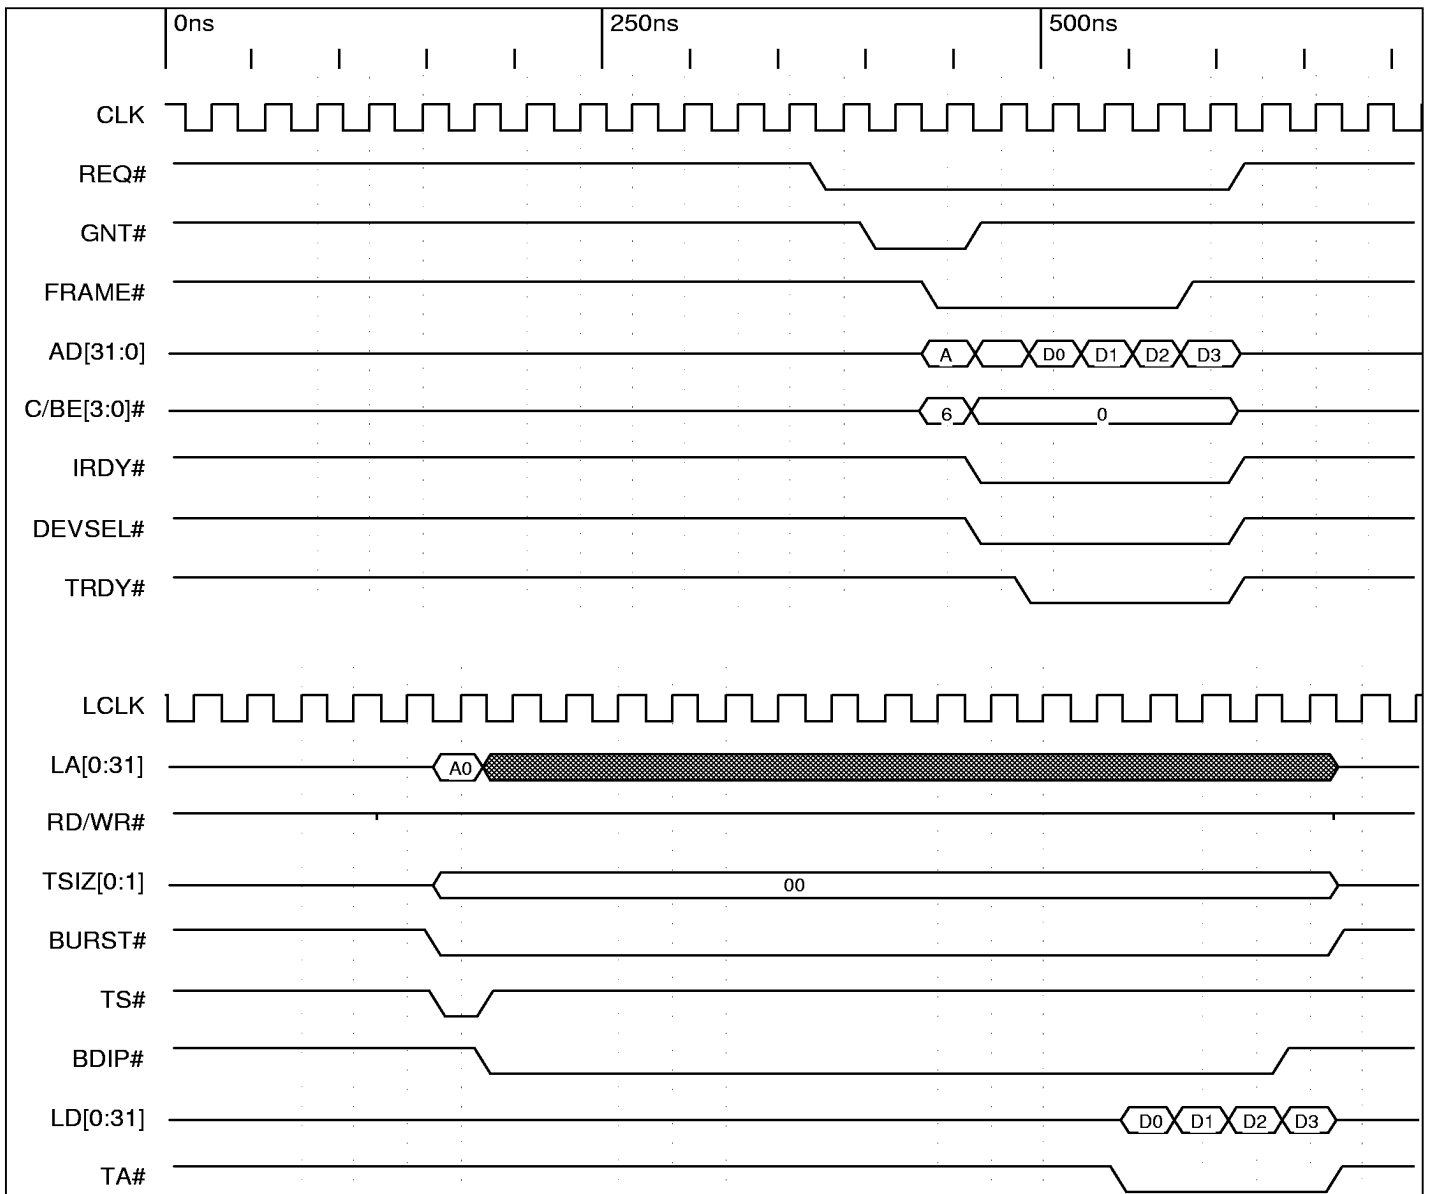 0ns 250ns 500ns
CLK
REQ#
GNT#
FRAME#
AD[31:0] A D0 D1 D2 D3
C/BE[3:0]# 6 0
IRDY#
DEVSEL#
TRDY#
LCLK
LA[0:31] A0
RD/WR#
TSIZ[0:1] 00
BURST#
TS#
BDIP#
LD[0:31] D0 D1 D2 D3
TA#